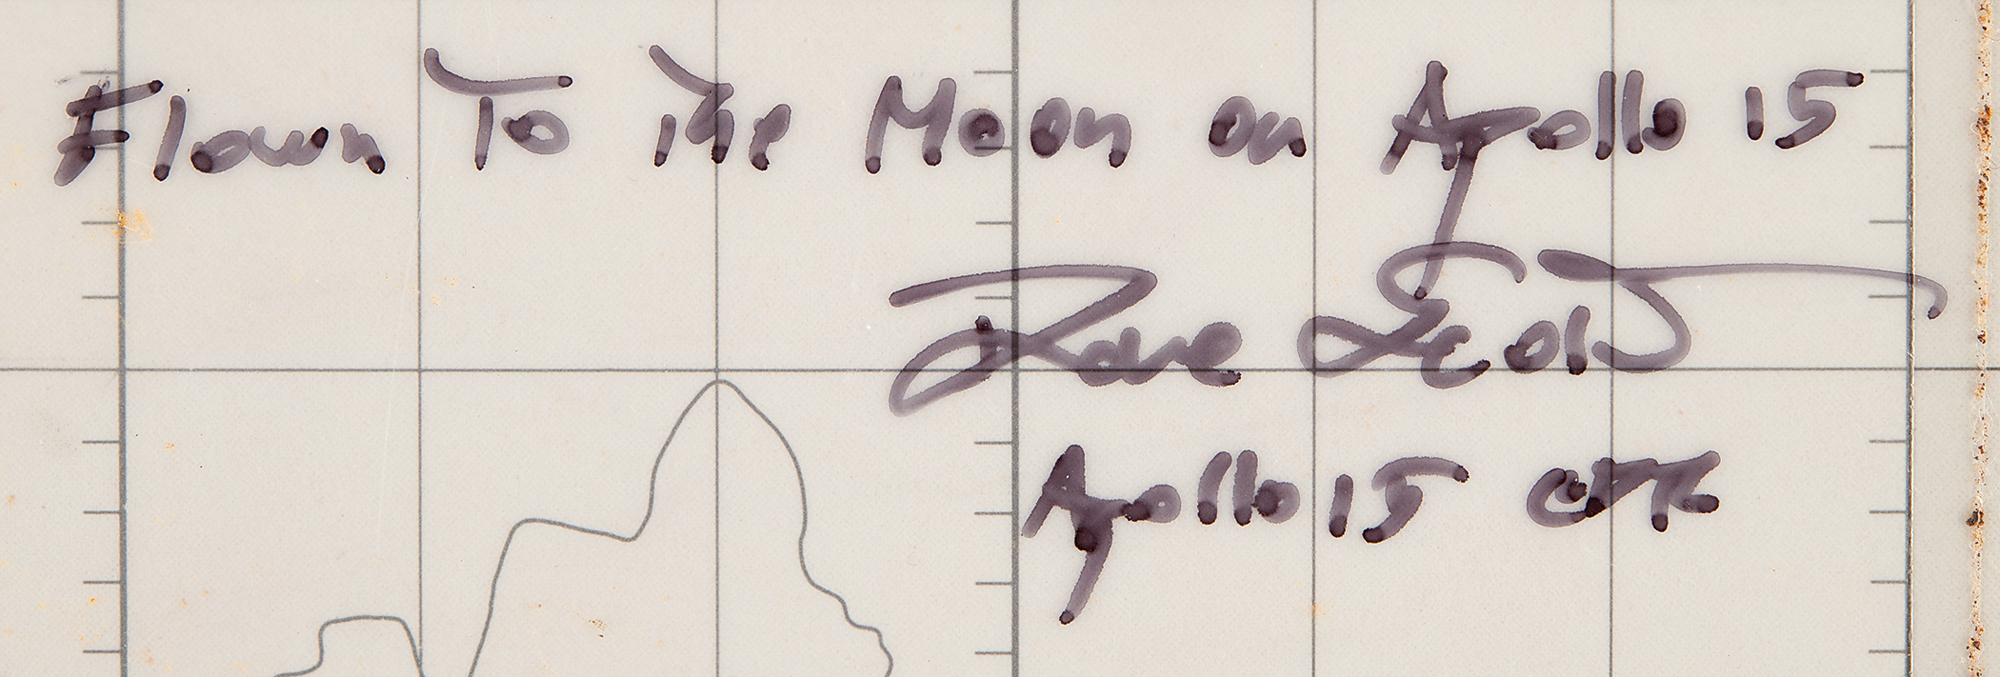 Flown To The Moon on Apollo 15
Dave Scott
Apollo 15 CDR